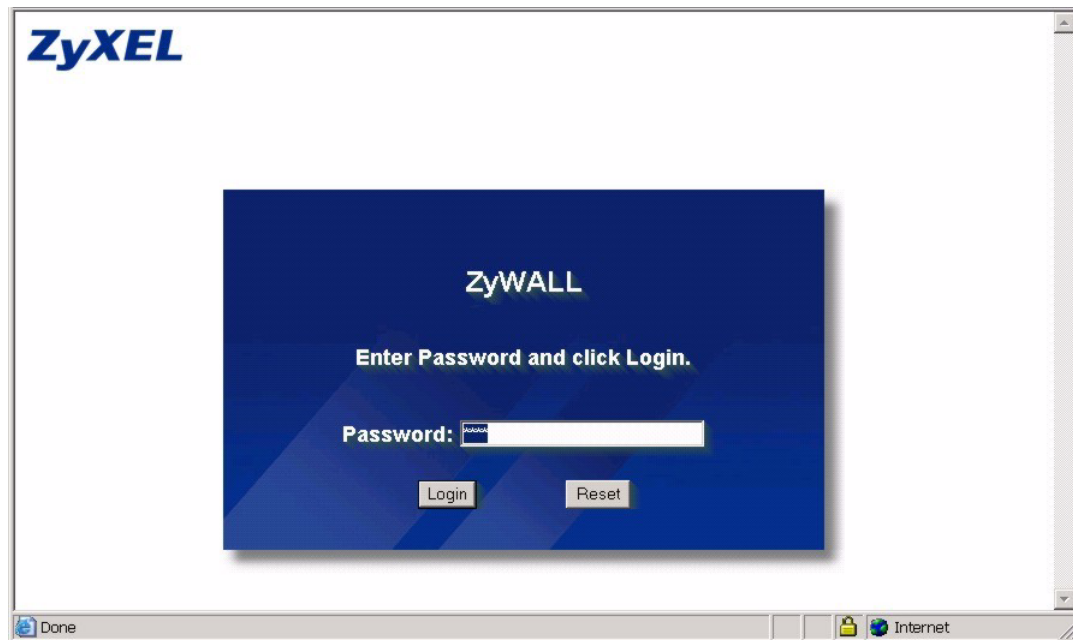 ZyXEL
ZyWALL
Enter Password and click Login.
Password: ****
Login Reset
Done Internet